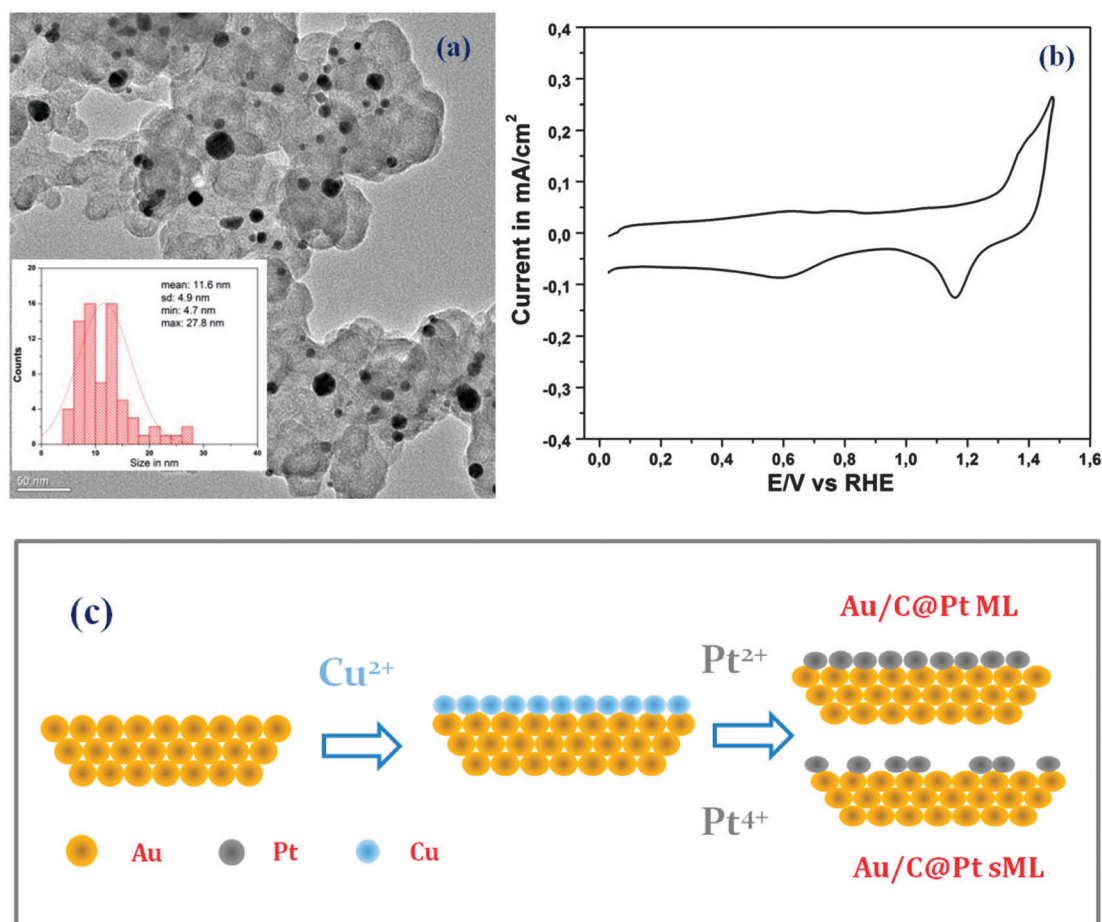 (a)
mean: 11.6 nm
sd: 4.9 nm
min: 4.7 nm
max: 27.8 nm
20
16
12
8
4
0
Counts
0 10 20 30 40
Size in nm
50 nm
(b)
0,4
0,3
0,2
0,1
0,0
-0,1
-0,2
-0,3
-0,4
Current in mA/cm²
0,0 0,2 0,4 0,6 0,8 1,0 1,2 1,4 1,6
E/V vs RHE
(c)
Cu²⁺
Pt²⁺
Pt⁴⁺
Au/C@Pt ML
Au/C@Pt sML
Au Pt Cu